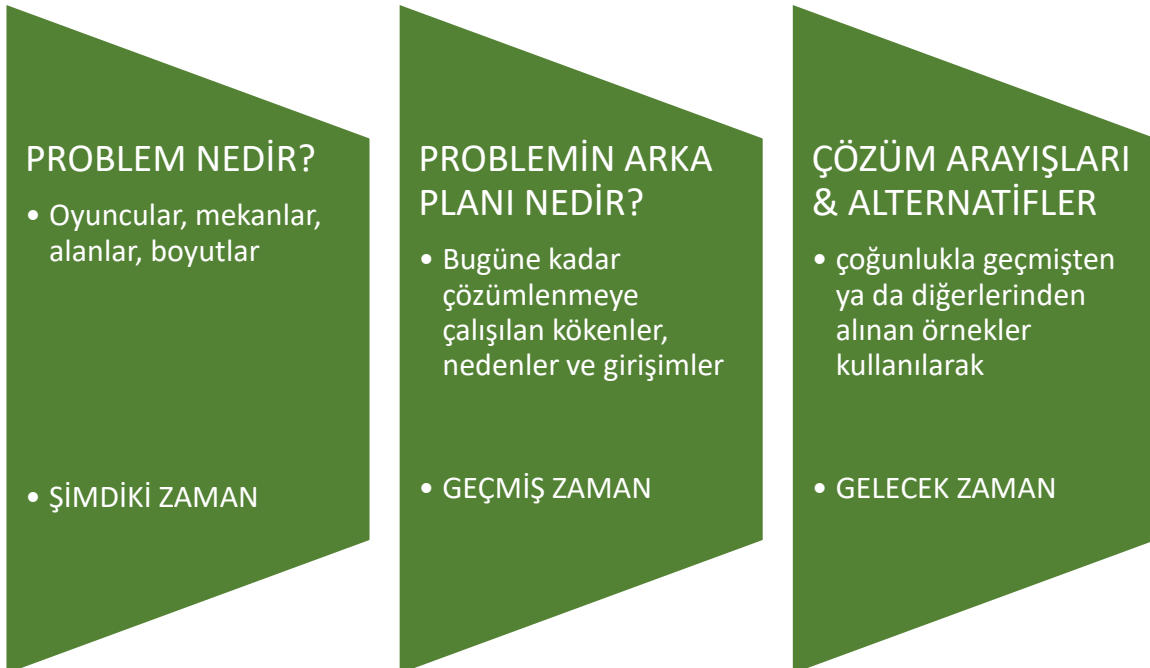 PROBLEM NEDİR?
• Oyuncular, mekanlar,
alanlar, boyutlar
• ŞİMDİKİ ZAMAN
PROBLEMİN ARKA
PLANI NEDİR?
• Bugüne kadar
çözümlenmeye
çalışılan kökenler,
nedenler ve girişimler
• GEÇMİŞ ZAMAN
ÇÖZÜM ARAYIŞLARI
& ALTERNATİFLER
• çoğunlukla geçmişten
ya da diğerlerinden
alınan örnekler
kullanılarak
• GELECEK ZAMAN